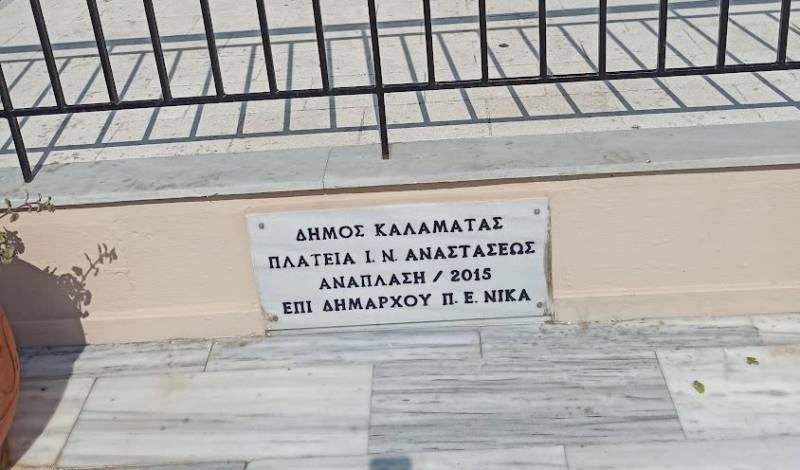 ΔΗΜΟΣ ΚΑΛΑΜΑΤΑΣ
ΠΛΑΤΕΙΑ Ι. Ν. ΑΝΑΣΤΑΣΕΩΣ
ΑΝΑΠΛΑΣΗ / 2015
ΕΠΙ ΔΗΜΑΡΧΟΥ Π. Ε. ΝΙΚΑ